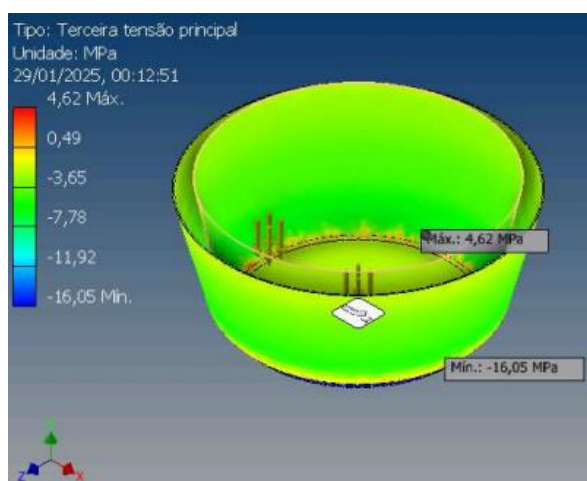 Tipo: Terceira tensão principal
Unidade: MPa
29/01/2025, 00:12:51
4,62 Máx.
0,49
-3,65
-7,78
-11,92
-16,05 Mín.
Máx.: 4,62 MPa
Mín.: -16,05 MPa
Z
X